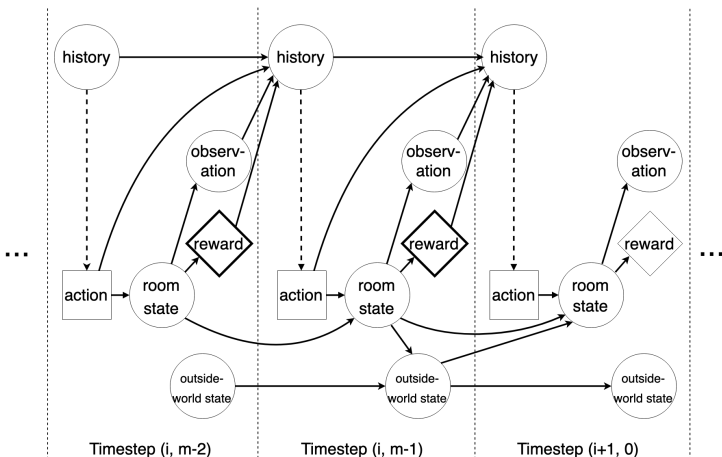 history
history
history
observ-
ation
observ-
ation
observ-
ation
reward
reward
reward
...
...
action
room
state
action
room
state
action
room
state
outside-
world state
outside-
world state
outside-
world state
Timestep (i, m-2)
Timestep (i, m-1)
Timestep (i+1, 0)